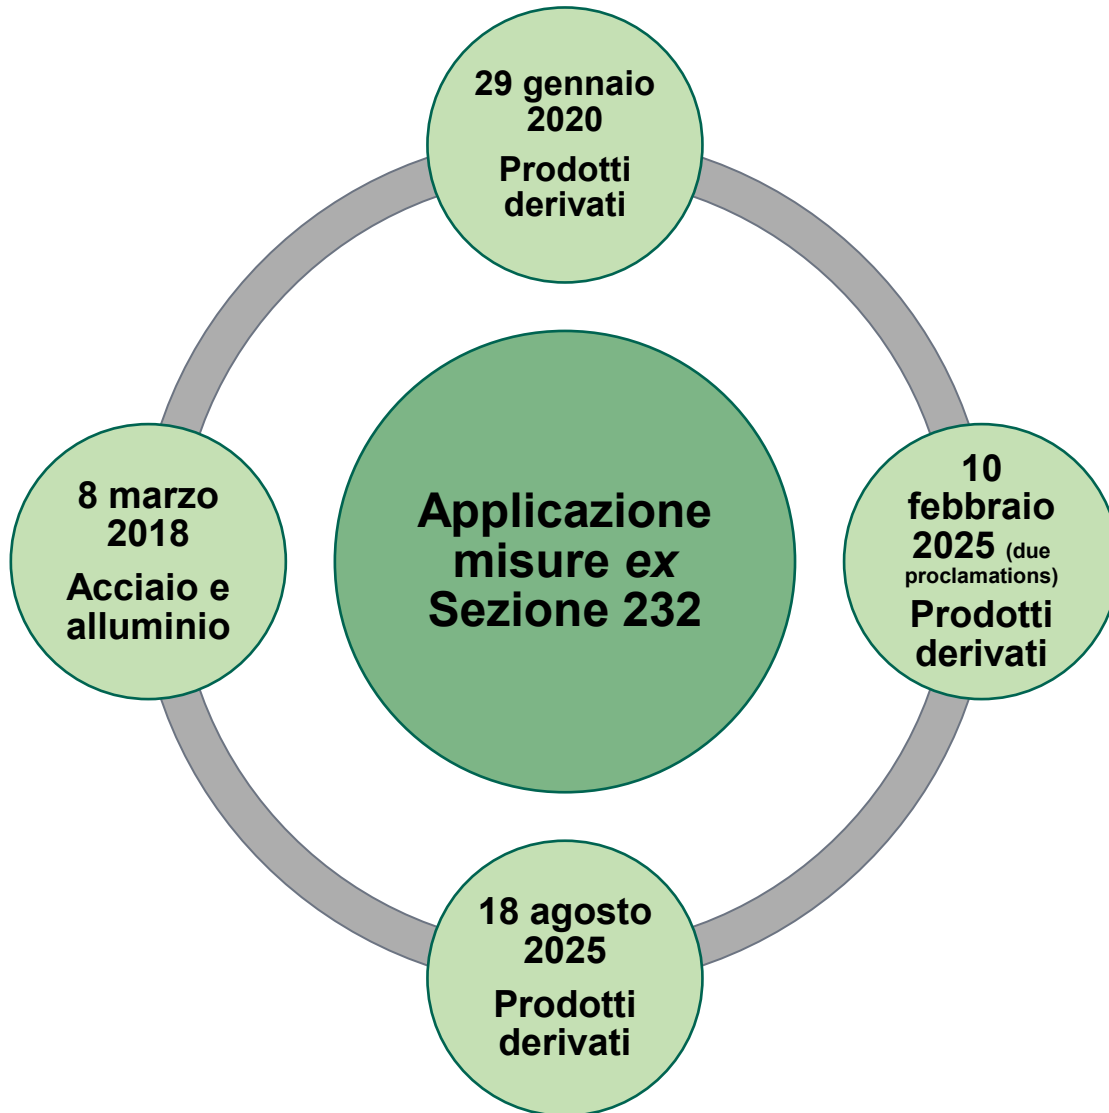 29 gennaio
2020
Prodotti
derivati
8 marzo
2018
Acciaio e
alluminio
Applicazione
misure ex
Sezione 232
10
febbraio
2025 (due
proclamations)
Prodotti
derivati
18 agosto
2025
Prodotti
derivati